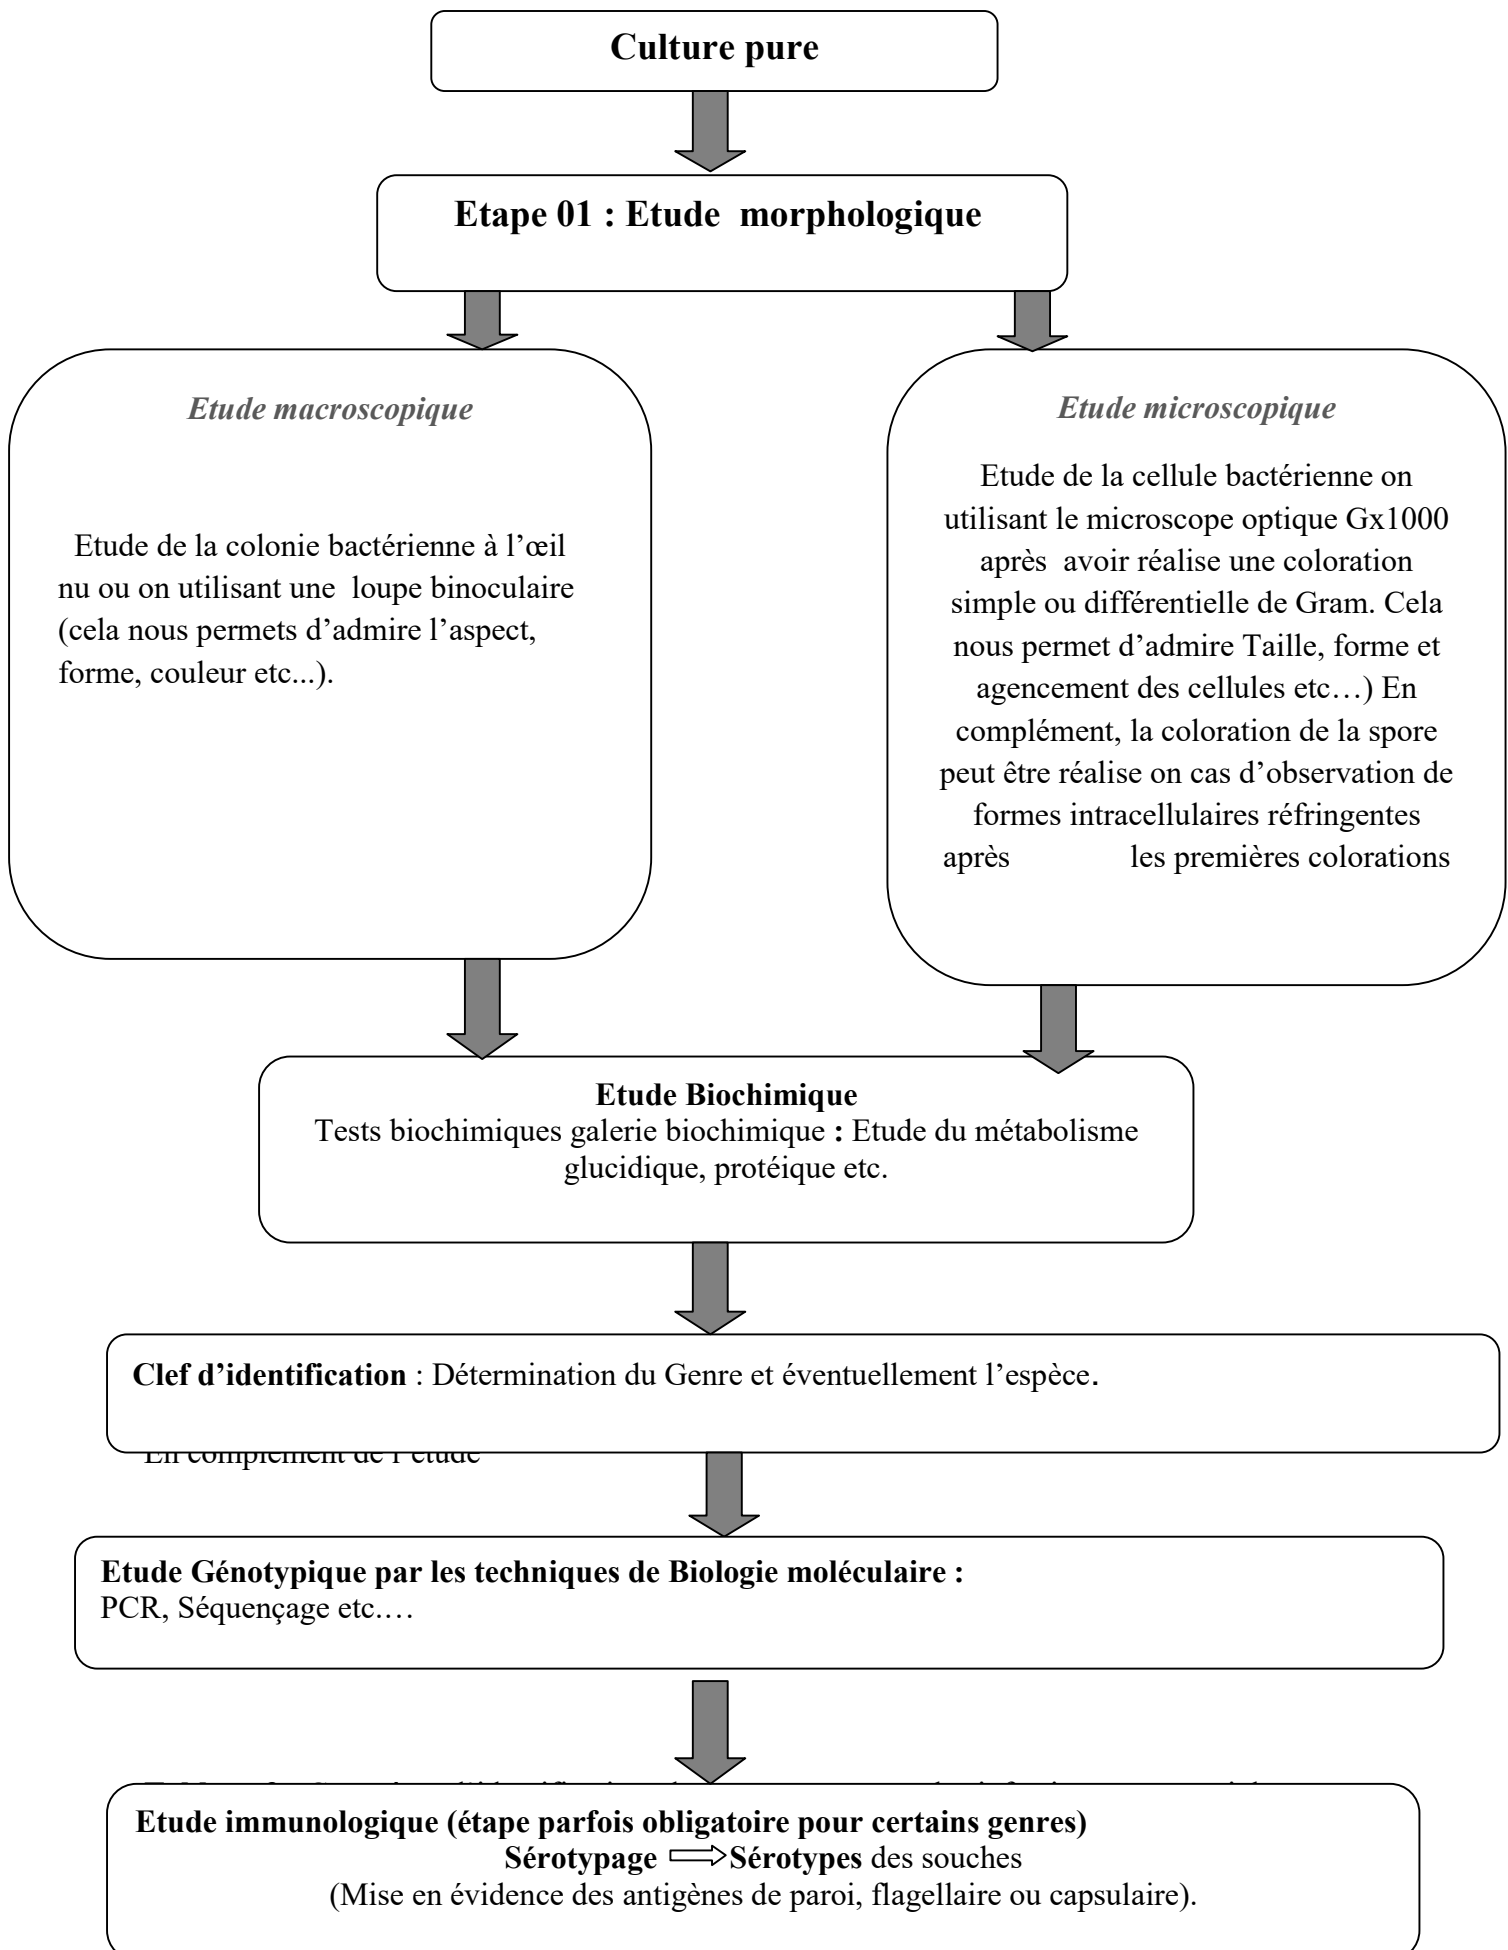 Culture pure
Etape 01 : Etude morphologique
Etude macroscopique
Etude de la colonie bactérienne à l’œil
nu ou on utilisant une loupe binoculaire
(cela nous permets d’admire l’aspect,
forme, couleur etc...).
Etude microscopique
Etude de la cellule bactérienne on
utilisant le microscope optique Gx1000
après avoir réalise une coloration
simple ou différentielle de Gram. Cela
nous permet d’admire Taille, forme et
agencement des cellules etc…) En
complément, la coloration de la spore
peut être réalise on cas d’observation de
formes intracellulaires réfringentes
après les premières colorations
Etude Biochimique
Tests biochimiques galerie biochimique : Etude du métabolisme
glucidique, protéique etc.
Clef d’identification : Détermination du Genre et éventuellement l’espèce.
En complément de l’étude
Etude Génotypique par les techniques de Biologie moléculaire :
PCR, Séquençage etc.…
Etude immunologique (étape parfois obligatoire pour certains genres)
Sérotypage ⇨ Sérotypes des souches
(Mise en évidence des antigènes de paroi, flagellaire ou capsulaire).